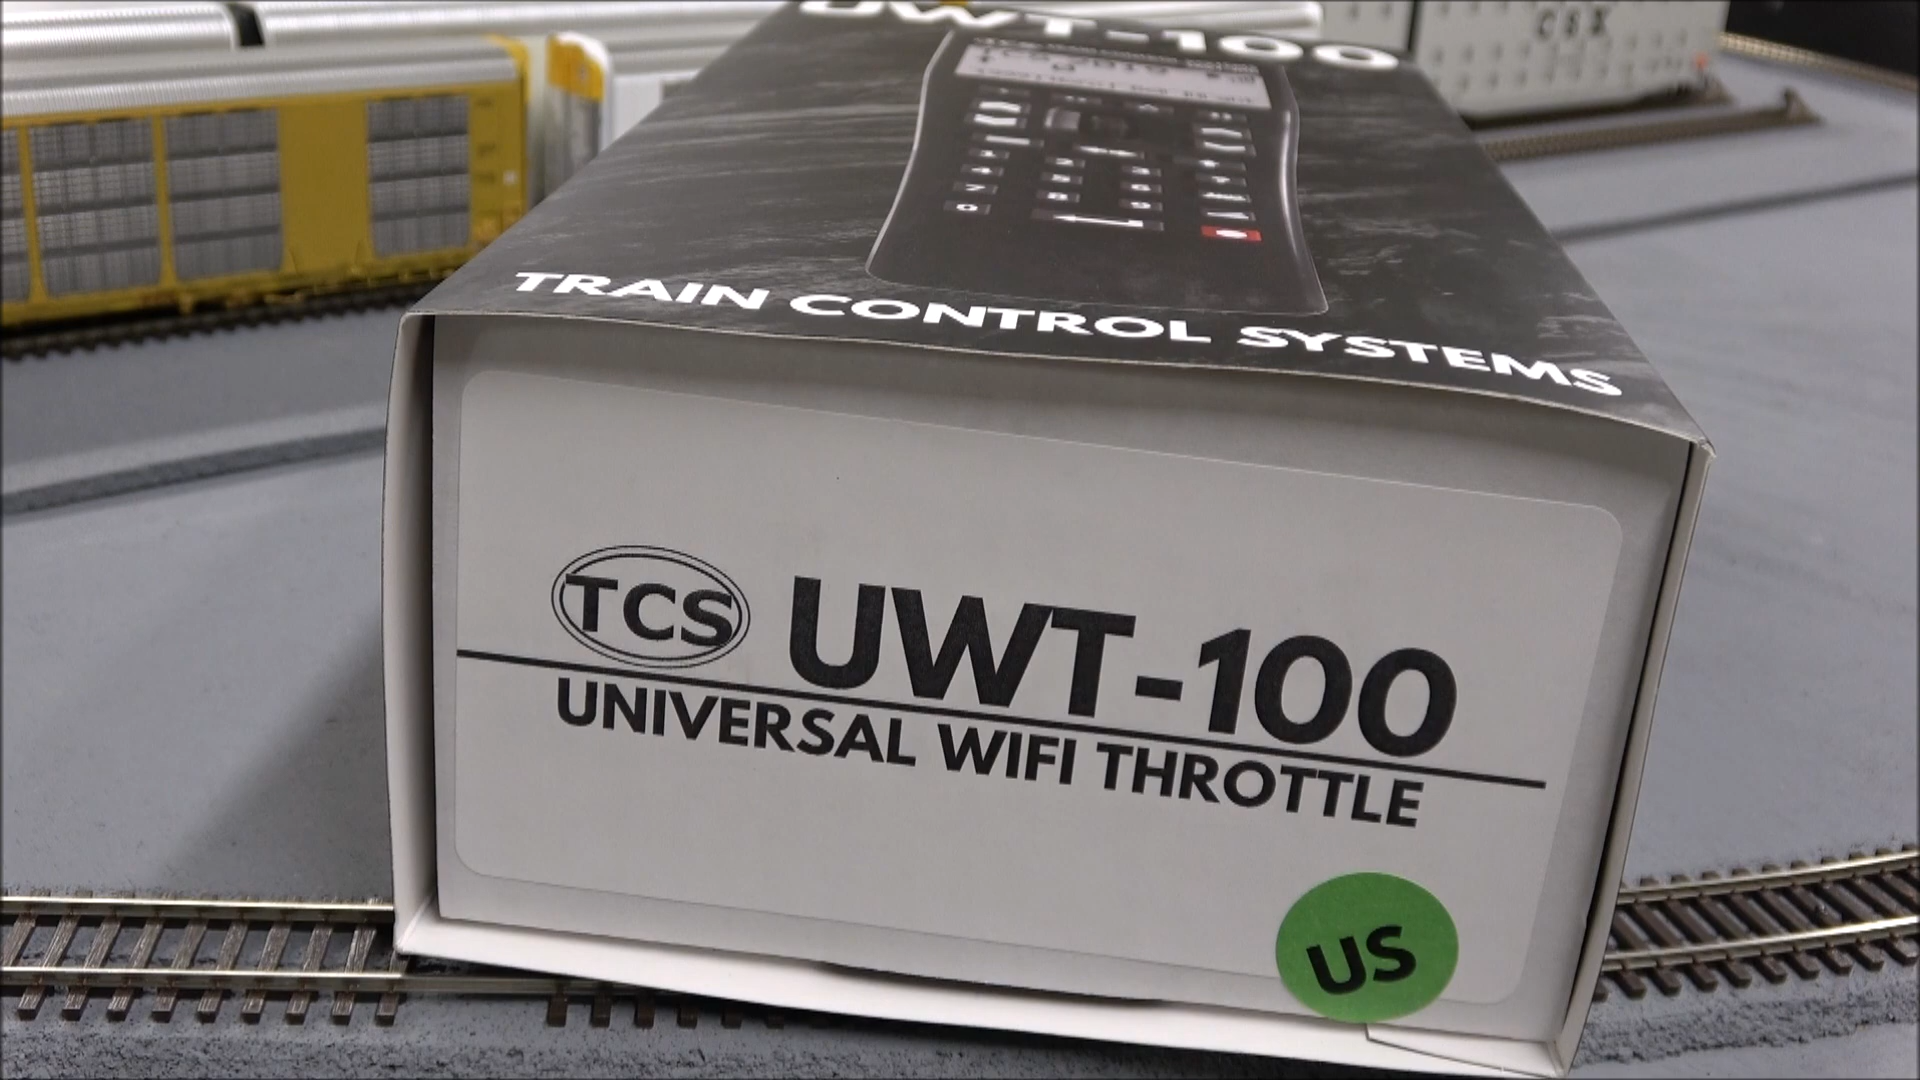 UWT-100
CSX
TRAIN CONTROL SYSTEMS
TCS UWT-100
UNIVERSAL WIFI THROTTLE
US